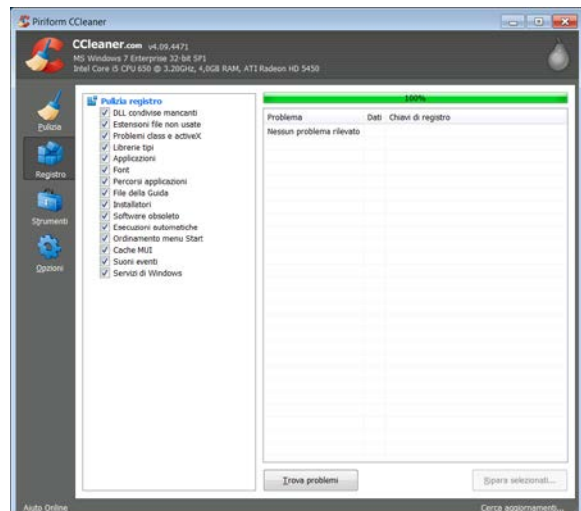 Piriform CCleaner
CCleaner.com v4.09.4471
MS Windows 7 Enterprise 32-bit SP1
Intel Core i5 CPU 650 @ 3.20GHz, 4,0GB RAM, ATI Radeon HD 5450
Pulizia
Registro
Strumenti
Opzioni
Pulizia registro
DLL condivise mancanti
Estensoni file non usate
Problemi class e activeX
Librerie tipi
Applicazioni
Font
Percorsi applicazioni
File della Guida
Installatori
Software obsoleto
Esecuzioni automatiche
Ordinamento menu Start
Cache MUI
Suoni eventi
Servizi di Windows
100%
Problema Dati Chiavi di registro
Nessun problema rilevato
Trova problemi
Ripara selezionati...
Aiuto Online
Cerca aggiornamenti...